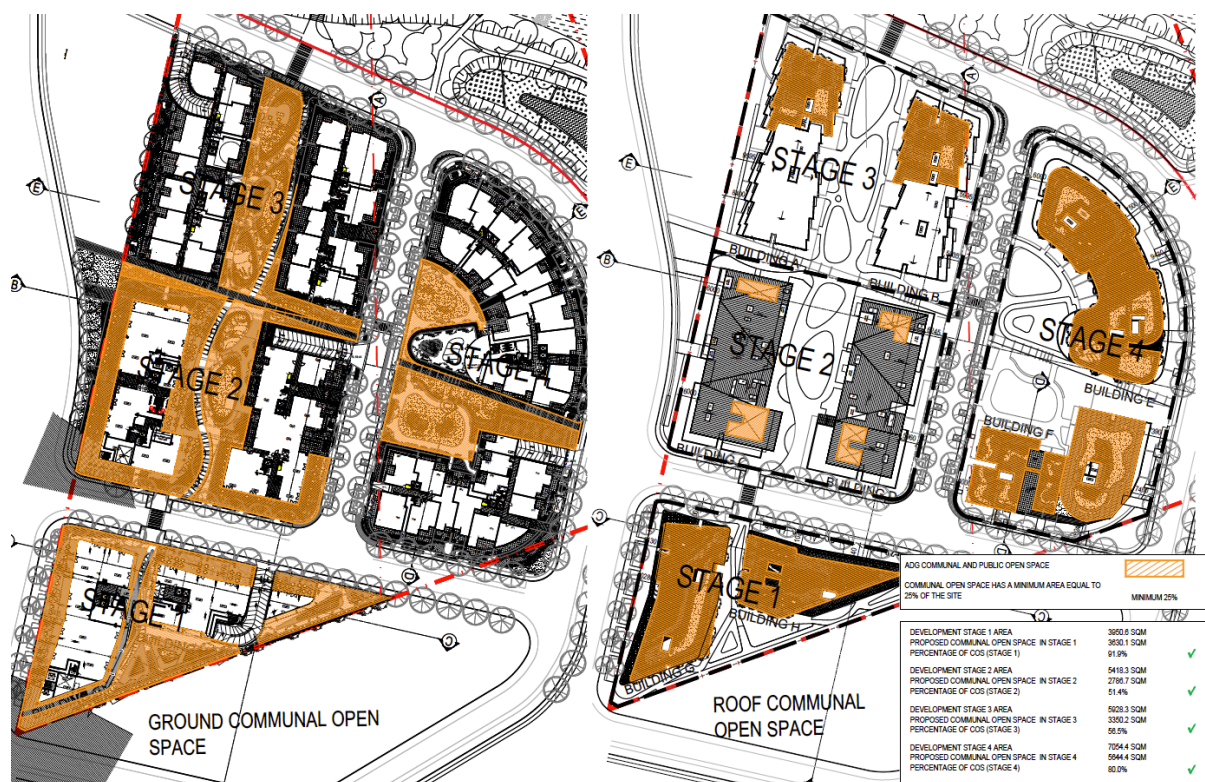 A
E
STAGE 3
E
B
STAGE 2
STAGE
STAGE 1
D
C
GROUND COMMUNAL OPEN
SPACE
A
E
STAGE 3
E
BUILDING A
B
BUILDING B
STAGE 2
STAGE 4
D
BUILDING E
BUILDING F
BUILDING C
BUILDING D
C
STAGE 1
D
BUILDING H
BUILDING G
C
ROOF COMMUNAL
OPEN SPACE
ADG COMMUNAL AND PUBLIC OPEN SPACE
COMMUNAL OPEN SPACE HAS A MINIMUM AREA EQUAL TO
25% OF THE SITE MINIMUM 25%
DEVELOPMENT STAGE 1 AREA 3950.6 SQM
PROPOSED COMMUNAL OPEN SPACE IN STAGE 1 3630.1 SQM
PERCENTAGE OF COS (STAGE 1) 91.9%
DEVELOPMENT STAGE 2 AREA 5418.3 SQM
PROPOSED COMMUNAL OPEN SPACE IN STAGE 2 2786.7 SQM
PERCENTAGE OF COS (STAGE 2) 51.4%
DEVELOPMENT STAGE 3 AREA 5928.3 SQM
PROPOSED COMMUNAL OPEN SPACE IN STAGE 3 3350.2 SQM
PERCENTAGE OF COS (STAGE 3) 56.5%
DEVELOPMENT STAGE 4 AREA 7054.4 SQM
PROPOSED COMMUNAL OPEN SPACE IN STAGE 4 5644.4 SQM
PERCENTAGE OF COS (STAGE 4) 80.0%